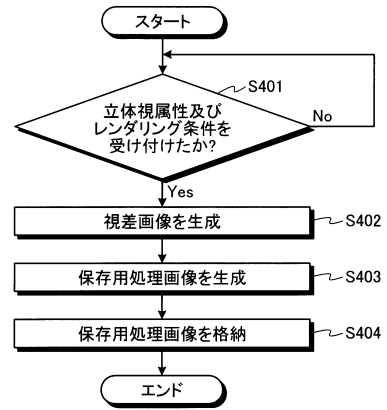 スタート
S401
立体視属性及び
レンダリング条件を
受け付けたか?
No
Yes
視差画像を生成
S402
保存用処理画像を生成
S403
保存用処理画像を格納
S404
エンド